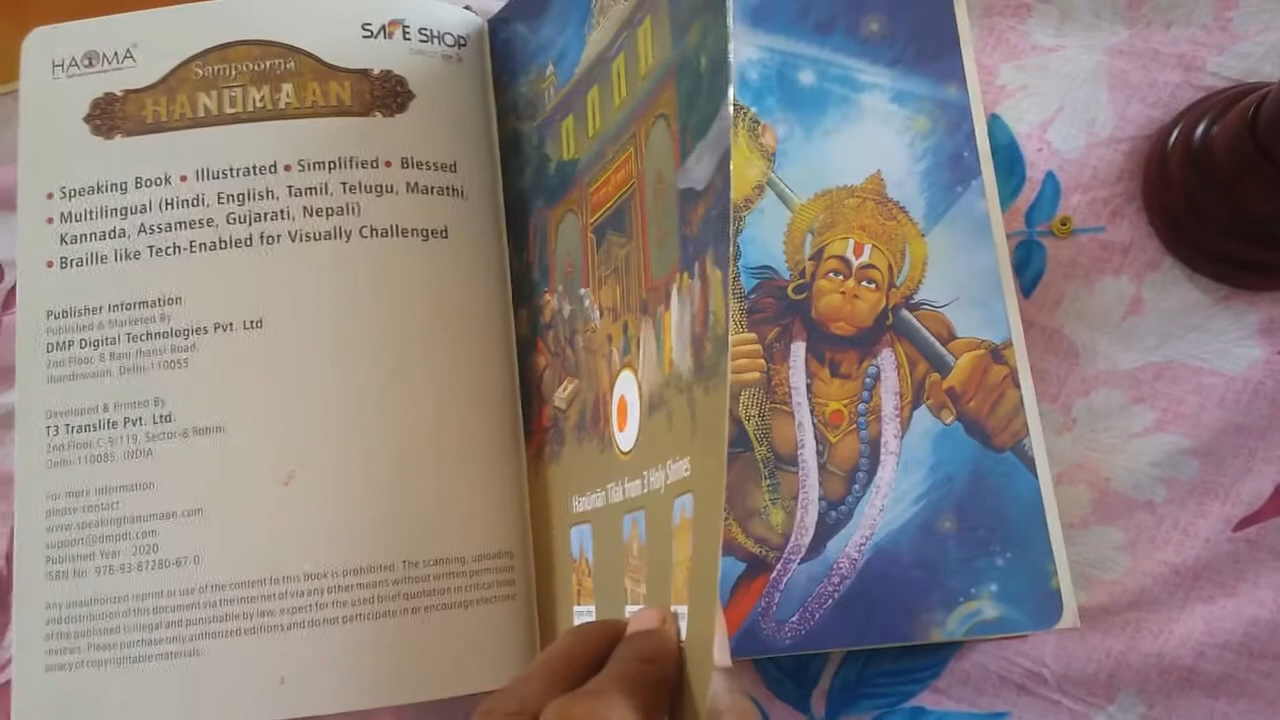 HAOMA
SAFE SHOP
Sampoorna
HANUMAAN
• Speaking Book • Illustrated • Simplified • Blessed
• Multilingual (Hindi, English, Tamil, Telugu, Marathi,
Kannada, Assamese, Gujarati, Nepali)
• Braille like Tech-Enabled for Visually Challenged
Publisher Information
Published & Marketed By
DMP Digital Technologies Pvt. Ltd
2nd Floor, 8 Rani Jhansi Road,
Jhandewalan, Delhi-110055
Developed & Printed By
T3 Translife Pvt. Ltd.
2nd Floor, C-9/119, Sector-8 Rohini,
Delhi-110085, INDIA
For more information,
please contact:
www.speakinghanumaan.com
support@dmpdt.com
Published Year: 2020
ISBN No: 978-93-87280-67-0
Any unauthorized reprint or use of the content fo this book is prohibited. The scanning, uploading
and distribution of this document via the internet of via any other means without written permission
of the published is illegal and punishable by law, expect for the used brief quotation in critical book
reviews. Please purchase only authorized editions and do not participate in or encourage electronic
piracy of copyrightable materials.
Hanūmān Tilak from 3 Holy Shrines